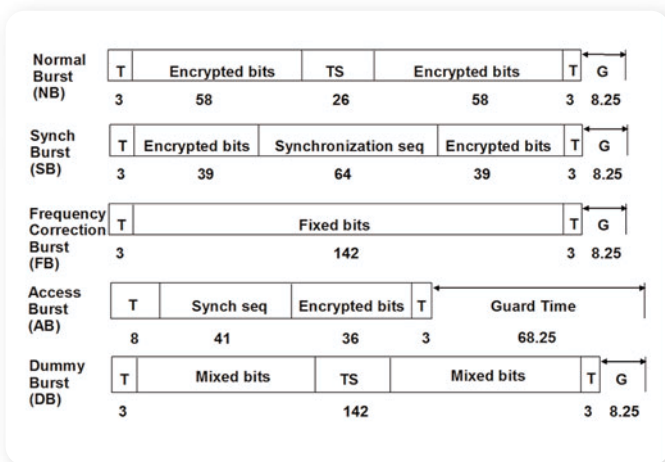 Normal
Burst
(NB)
T Encrypted bits TS Encrypted bits T G
3 58 26 58 3 8.25
Synch
Burst
(SB)
T Encrypted bits Synchronization seq Encrypted bits T G
3 39 64 39 3 8.25
Frequency
Correction
Burst
(FB)
T Fixed bits T G
3 142 3 8.25
Access
Burst
(AB)
T Synch seq Encrypted bits T Guard Time
8 41 36 3 68.25
Dummy
Burst
(DB)
T Mixed bits TS Mixed bits T G
3 142 3 8.25